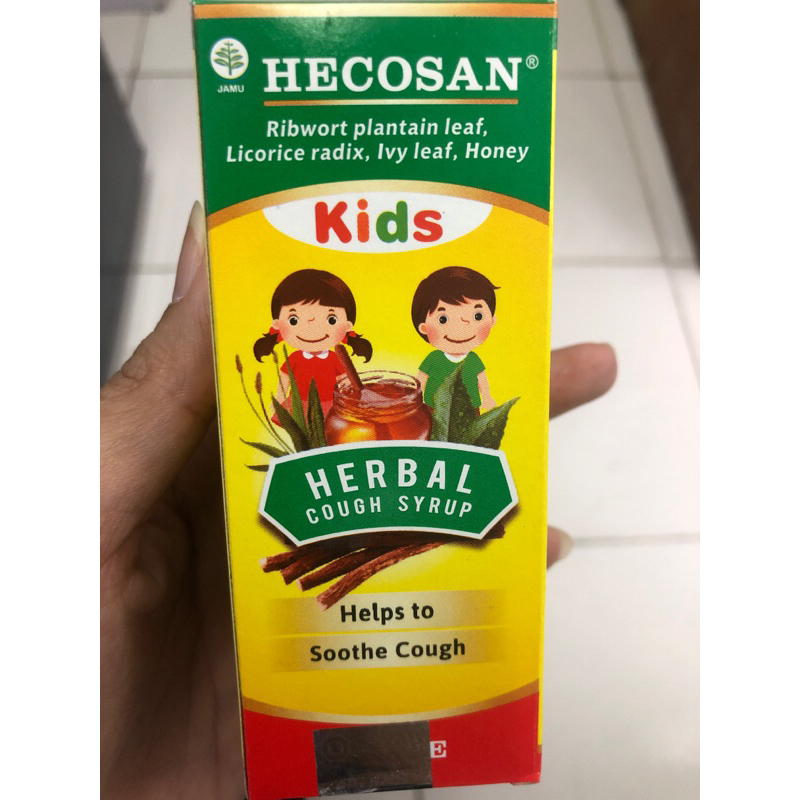 JAMU
HECOSAN®
Ribwort plantain leaf,
Licorice radix, Ivy leaf, Honey
Kids
HERBAL
COUGH SYRUP
Helps to
Soothe Cough